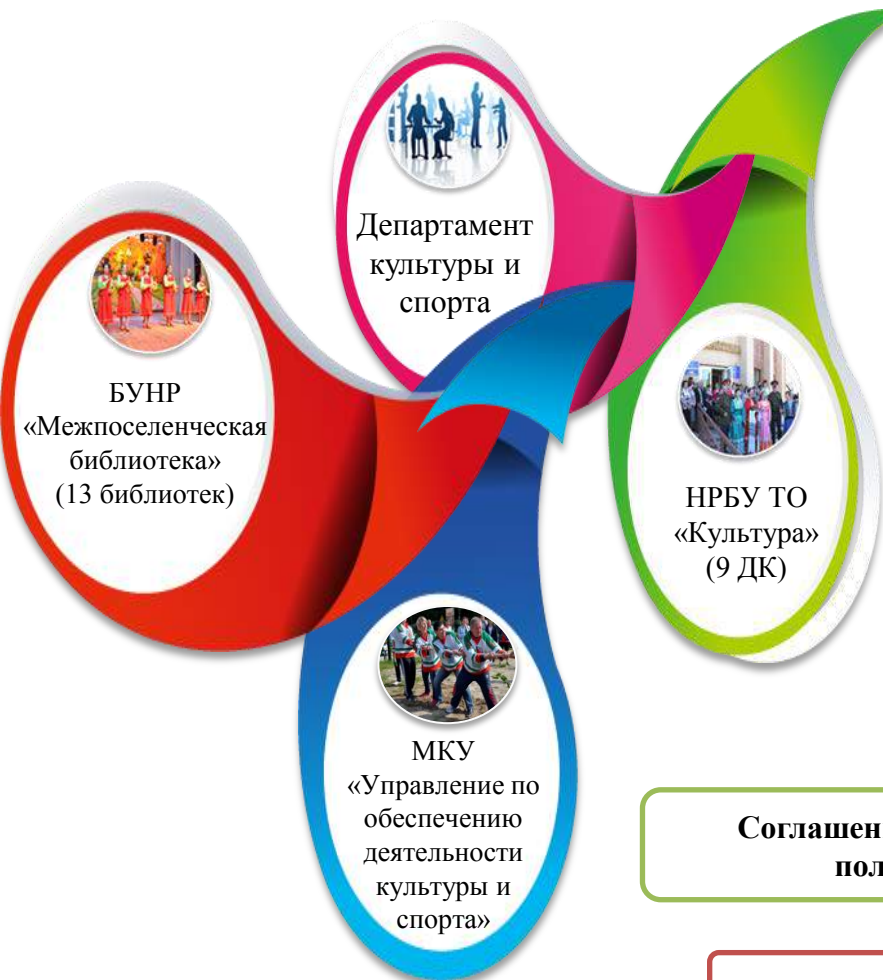 Департамент
культуры и
спорта
БУНР
«Межпоселенческая
библиотека»
(13 библиотек)
НРБУ ТО
«Культура»
(9 ДК)
МКУ
«Управление по
обеспечению
деятельности
культуры и
спорта»
Соглашен
пол